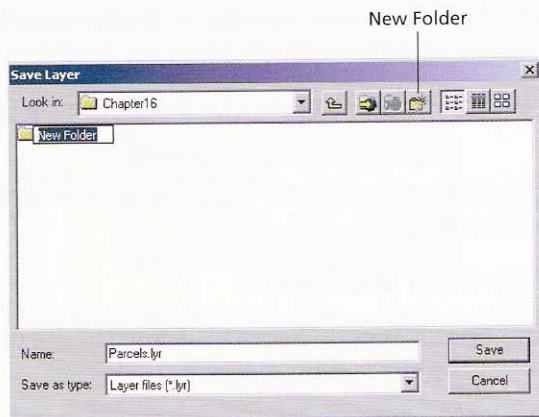 New Folder
Save Layer
Look in: Chapter16
New Folder
Name: Parcels.lyr
Save as type: Layer files (*.lyr)
Save
Cancel